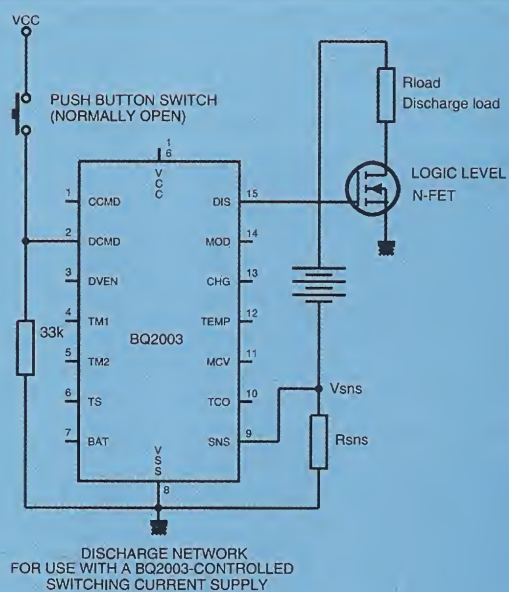 VCC
PUSH BUTTON SWITCH
(NORMALLY OPEN)
Rload
Discharge load
LOGIC LEVEL
N-FET
1
6
V
C
C
1
CCMD
DIS
15
2
DCMD
MOD
14
3
DVEN
CHG
13
4
TM1
TEMP
12
BQ2003
33k
5
TM2
MCV
11
6
TS
TCO
10
7
BAT
SNS
9
V
S
S
8
Vsns
Rsns
DISCHARGE NETWORK
FOR USE WITH A BQ2003-CONTROLLED
SWITCHING CURRENT SUPPLY